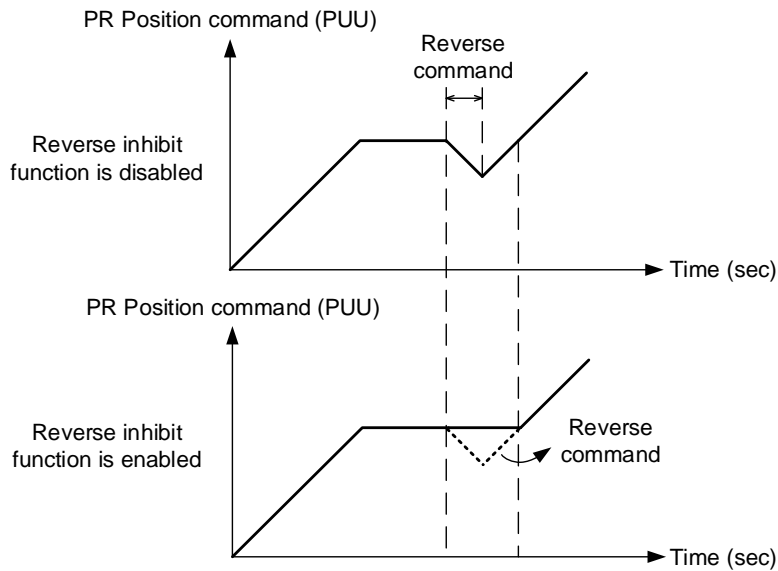 PR Position command (PUU)
Reverse
command
Reverse inhibit
function is disabled
Time (sec)
PR Position command (PUU)
Reverse inhibit
function is enabled
Reverse
command
Time (sec)